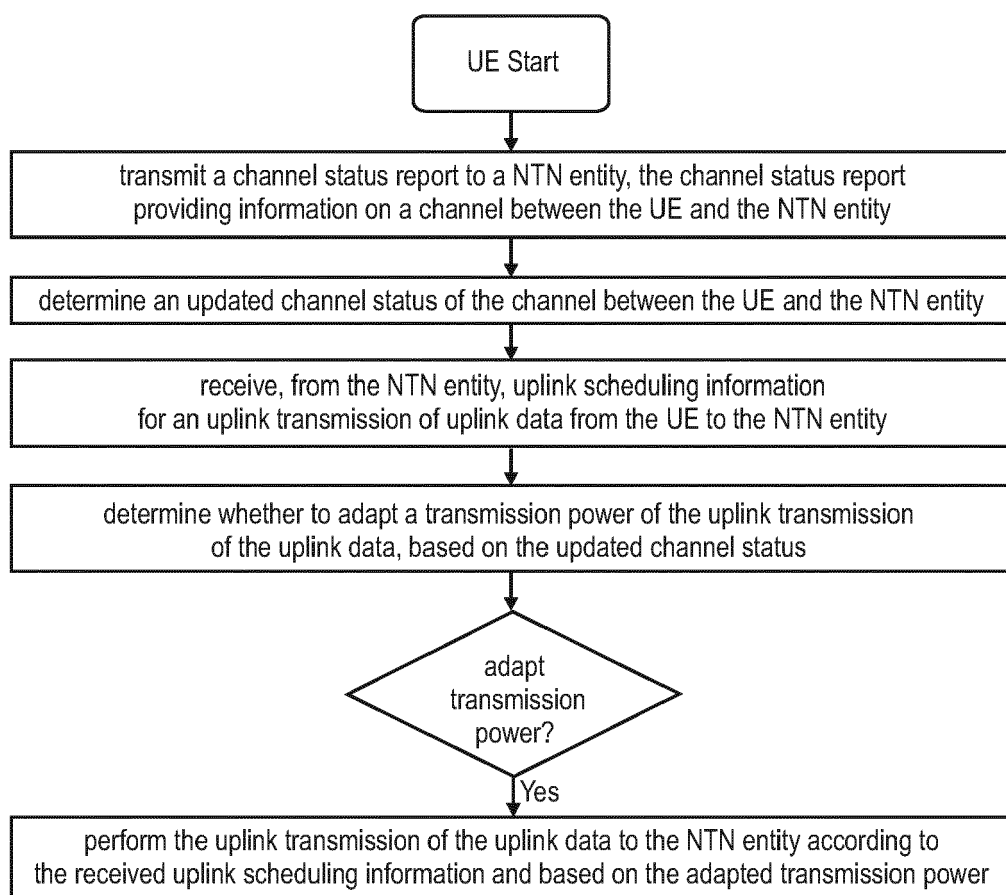 UE Start
transmit a channel status report to a NTN entity, the channel status report
providing information on a channel between the UE and the NTN entity
determine an updated channel status of the channel between the UE and the NTN entity
receive, from the NTN entity, uplink scheduling information
for an uplink transmission of uplink data from the UE to the NTN entity
determine whether to adapt a transmission power of the uplink transmission
of the uplink data, based on the updated channel status
adapt
transmission
power?
Yes
perform the uplink transmission of the uplink data to the NTN entity according to
the received uplink scheduling information and based on the adapted transmission power